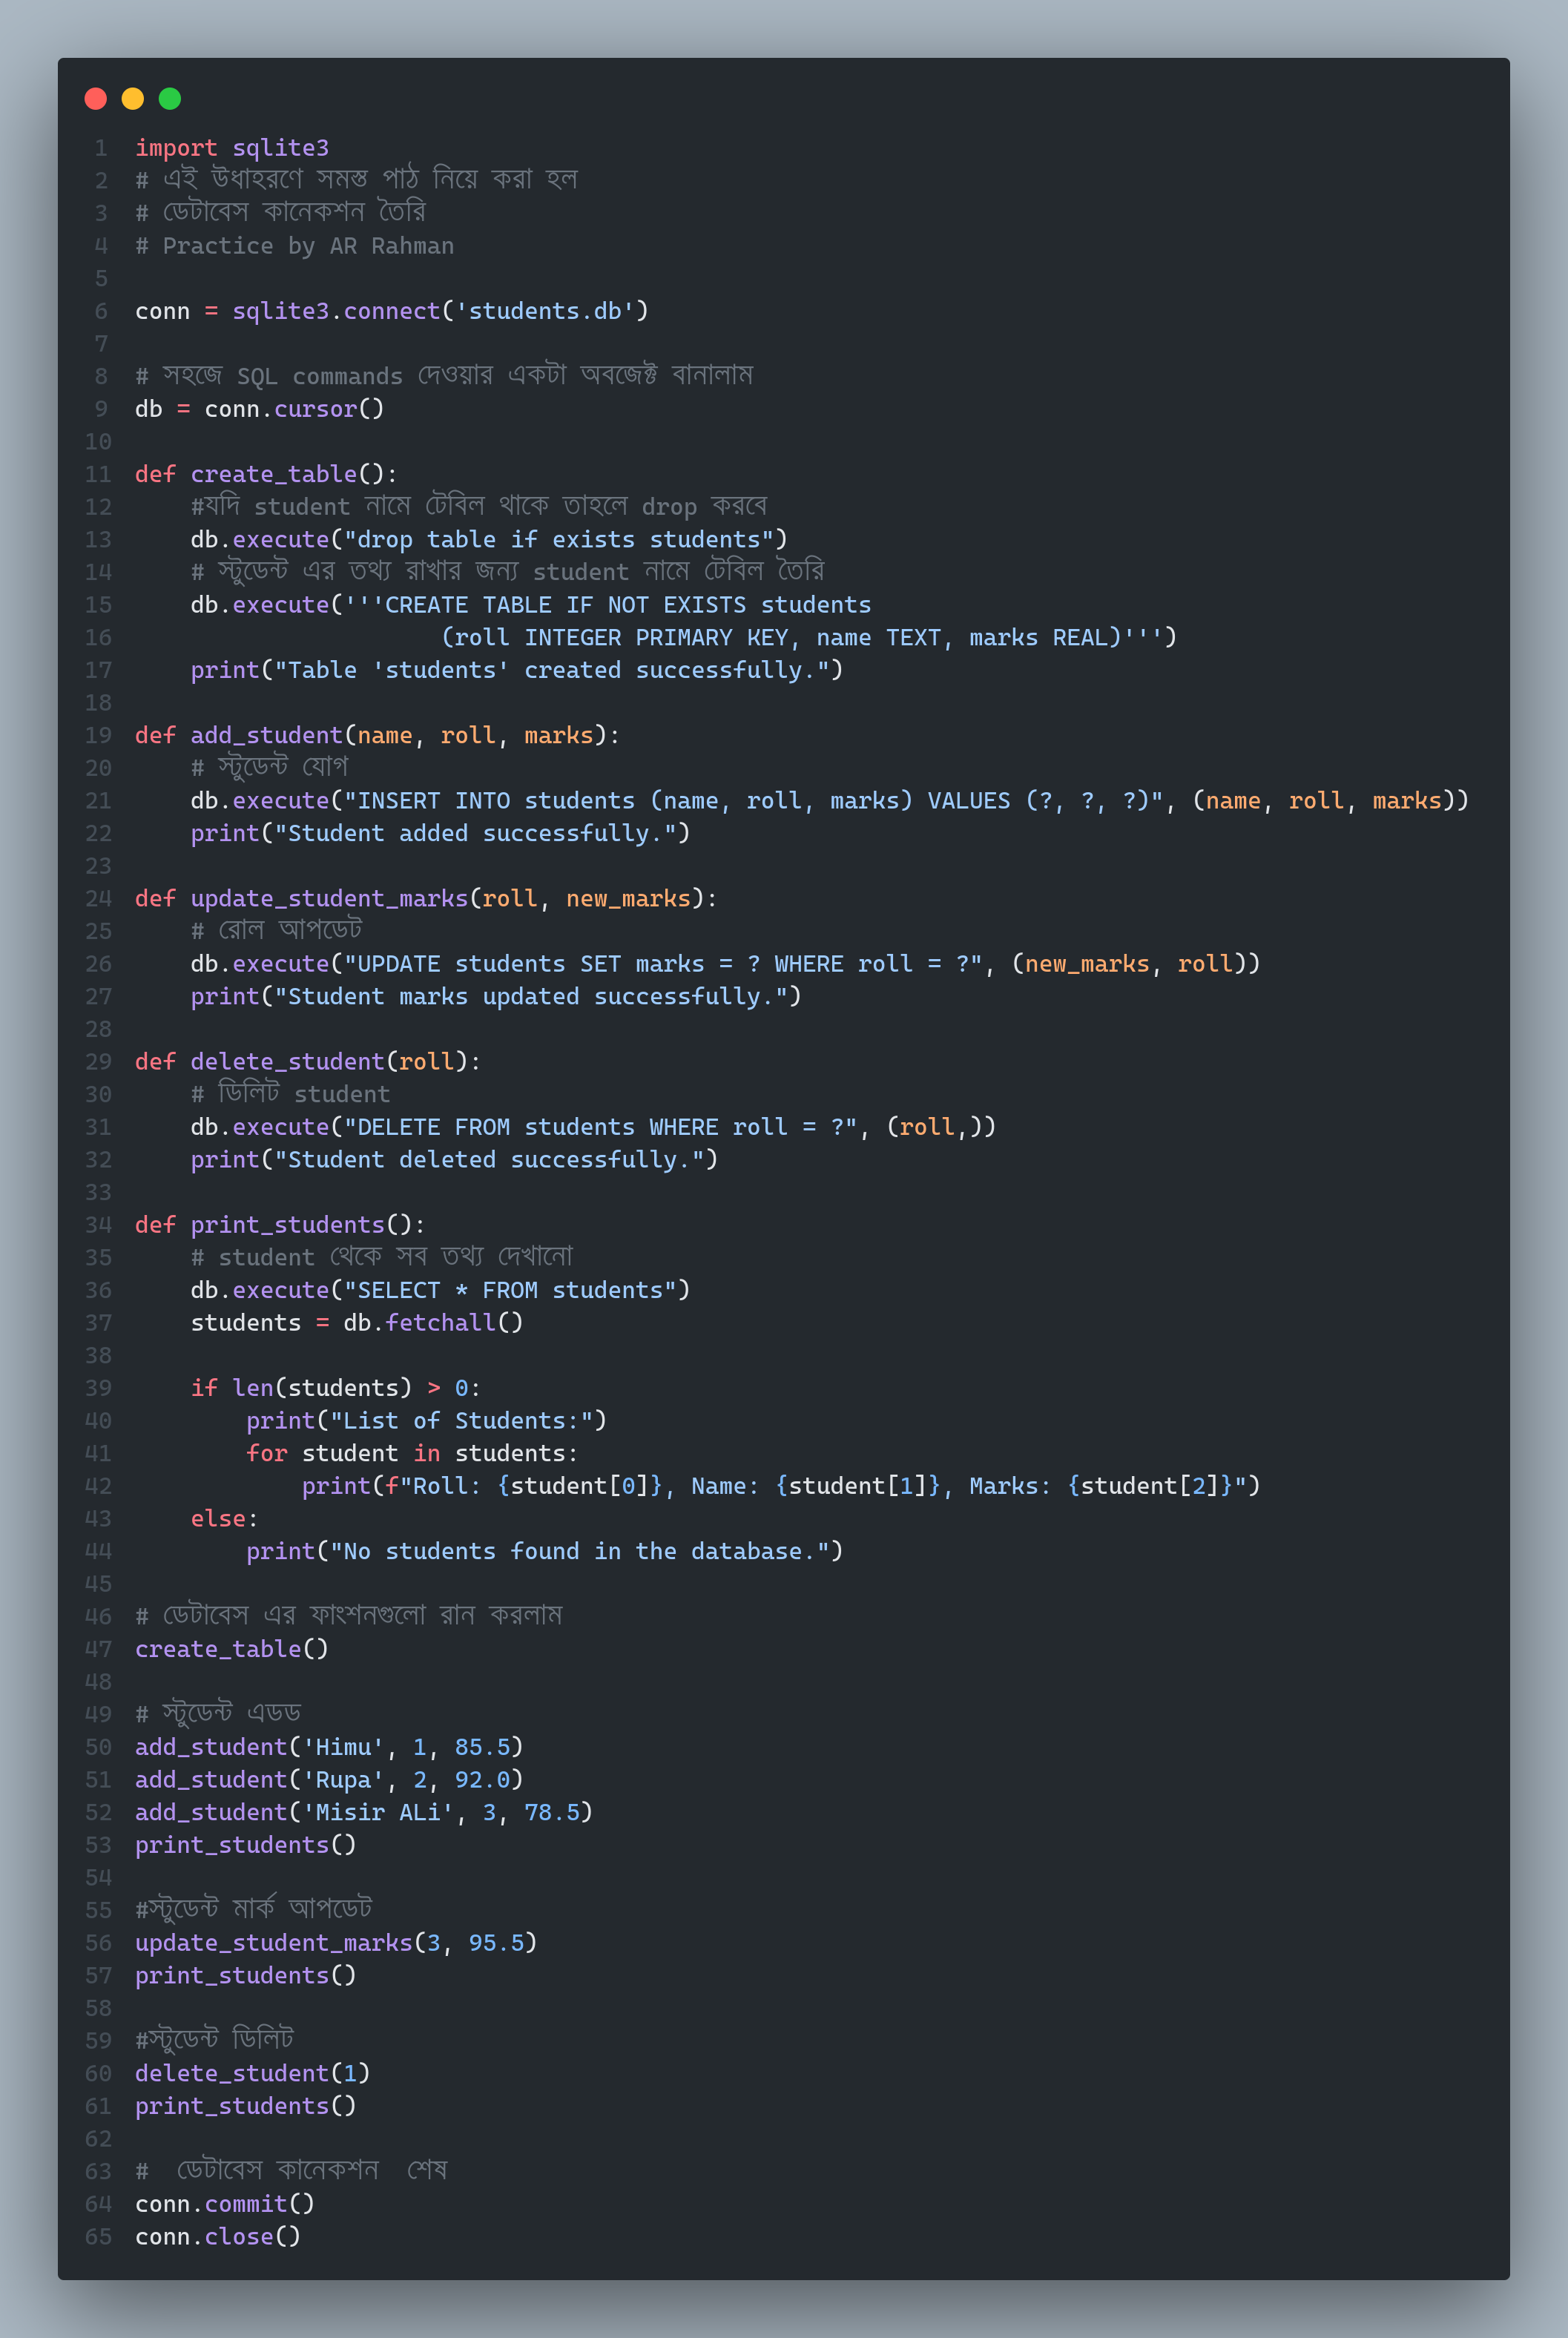 1 import sqlite3
2 # এই উধাহরণে সমস্ত পাঠ নিয়ে করা হল
3 # ডেটাবেস কানেকশন তৈরি
4 # Practice by AR Rahman
5
6 conn = sqlite3.connect('students.db')
7
8 # সহজে SQL commands দেওয়ার একটা অবজেক্ট বানালাম
9 db = conn.cursor()
10
11 def create_table():
12     #যদি student নামে টেবিল থাকে তাহলে drop করবে
13     db.execute("drop table if exists students")
14     # স্টুডেন্ট এর তথ্য রাখার জন্য student নামে টেবিল তৈরি
15     db.execute('''CREATE TABLE IF NOT EXISTS students
16                       (roll INTEGER PRIMARY KEY, name TEXT, marks REAL)''')
17     print("Table 'students' created successfully.")
18
19 def add_student(name, roll, marks):
20     # স্টুডেন্ট যোগ
21     db.execute("INSERT INTO students (name, roll, marks) VALUES (?, ?, ?)", (name, roll, marks))
22     print("Student added successfully.")
23
24 def update_student_marks(roll, new_marks):
25     # রোল আপডেট
26     db.execute("UPDATE students SET marks = ? WHERE roll = ?", (new_marks, roll))
27     print("Student marks updated successfully.")
28
29 def delete_student(roll):
30     # ডিলিট student
31     db.execute("DELETE FROM students WHERE roll = ?", (roll,))
32     print("Student deleted successfully.")
33
34 def print_students():
35     # student থেকে সব তথ্য দেখানো
36     db.execute("SELECT * FROM students")
37     students = db.fetchall()
38
39     if len(students) > 0:
40         print("List of Students:")
41         for student in students:
42             print(f"Roll: {student[0]}, Name: {student[1]}, Marks: {student[2]}")
43     else:
44         print("No students found in the database.")
45
46 # ডেটাবেস এর ফাংশনগুলো রান করলাম
47 create_table()
48
49 # স্টুডেন্ট এডড
50 add_student('Himu', 1, 85.5)
51 add_student('Rupa', 2, 92.0)
52 add_student('Misir ALi', 3, 78.5)
53 print_students()
54
55 #স্টুডেন্ট মার্ক আপডেট
56 update_student_marks(3, 95.5)
57 print_students()
58
59 #স্টুডেন্ট ডিলিট
60 delete_student(1)
61 print_students()
62
63 #  ডেটাবেস কানেকশন  শেষ
64 conn.commit()
65 conn.close()